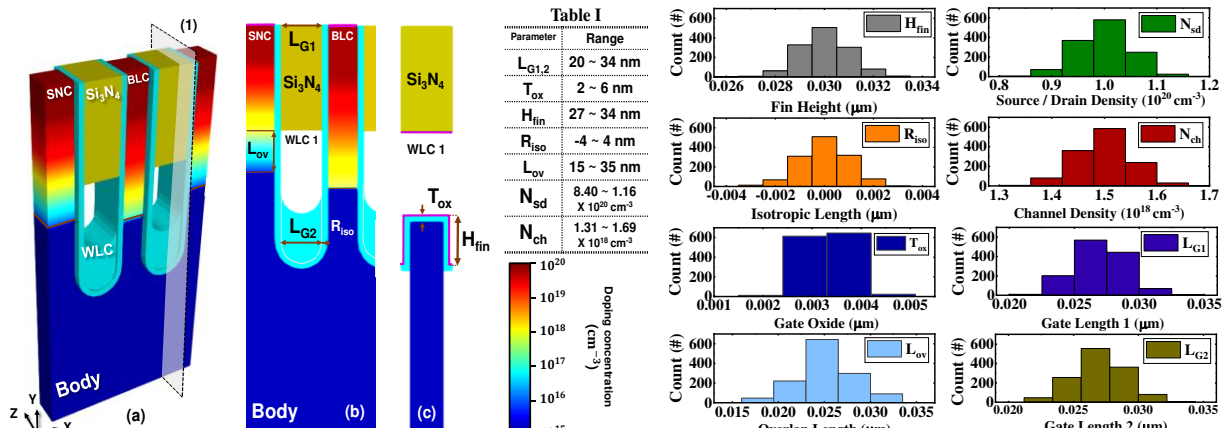 (1)
SNC
Si3N4
BLC
WLC
Body
Y
Z
X
(a)
SNC
LG1
BLC
Si3N4
WLC 1
Lov
LG2
Riso
Body
(b)
Si3N4
WLC 1
Tox
Hfin
(c)
Table I
Parameter Range
LG1,2 20 ~ 34 nm
Tox 2 ~ 6 nm
Hfin 27 ~ 34 nm
Riso -4 ~ 4 nm
Lov 15 ~ 35 nm
Nsd 8.40 ~ 1.16
X 10^20 cm^-3
Nch 1.31 ~ 1.69
X 10^18 cm^-3
10^20
10^19
10^18
10^17
10^16
10^15
Doping concentration
(cm^-3)
Count (#)
600
400
200
0
Hfin
0.026 0.028 0.030 0.032 0.034
Fin Height (μm)
Count (#)
600
400
200
0
Nsd
0.8 0.9 1.0 1.1 1.2
Source / Drain Density (10^20 cm^-3)
Count (#)
600
400
200
0
Riso
-0.004 -0.002 0.000 0.002 0.004
Isotropic Length (μm)
Count (#)
600
400
200
0
Nch
1.3 1.4 1.5 1.6 1.7
Channel Density (10^18 cm^-3)
Count (#)
600
400
200
0
Tox
0.001 0.002 0.003 0.004 0.005
Gate Oxide (μm)
Count (#)
600
400
200
0
LG1
0.020 0.025 0.030 0.035
Gate Length 1 (μm)
Count (#)
600
400
200
0
Lov
0.015 0.020 0.025 0.030 0.035
Overlap Length (μm)
Count (#)
600
400
200
0
LG2
0.020 0.025 0.030 0.035
Gate Length 2 (μm)